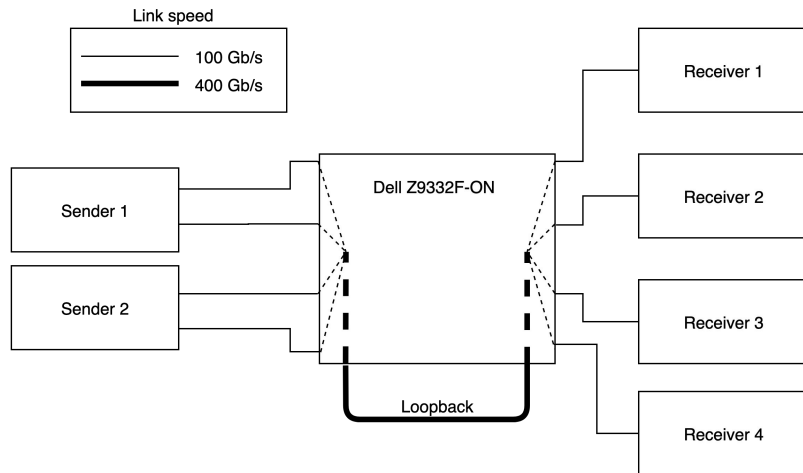 Link speed
100 Gb/s
400 Gb/s
Receiver 1
Dell Z9332F-ON
Receiver 2
Sender 1
Sender 2
Receiver 3
Loopback
Receiver 4